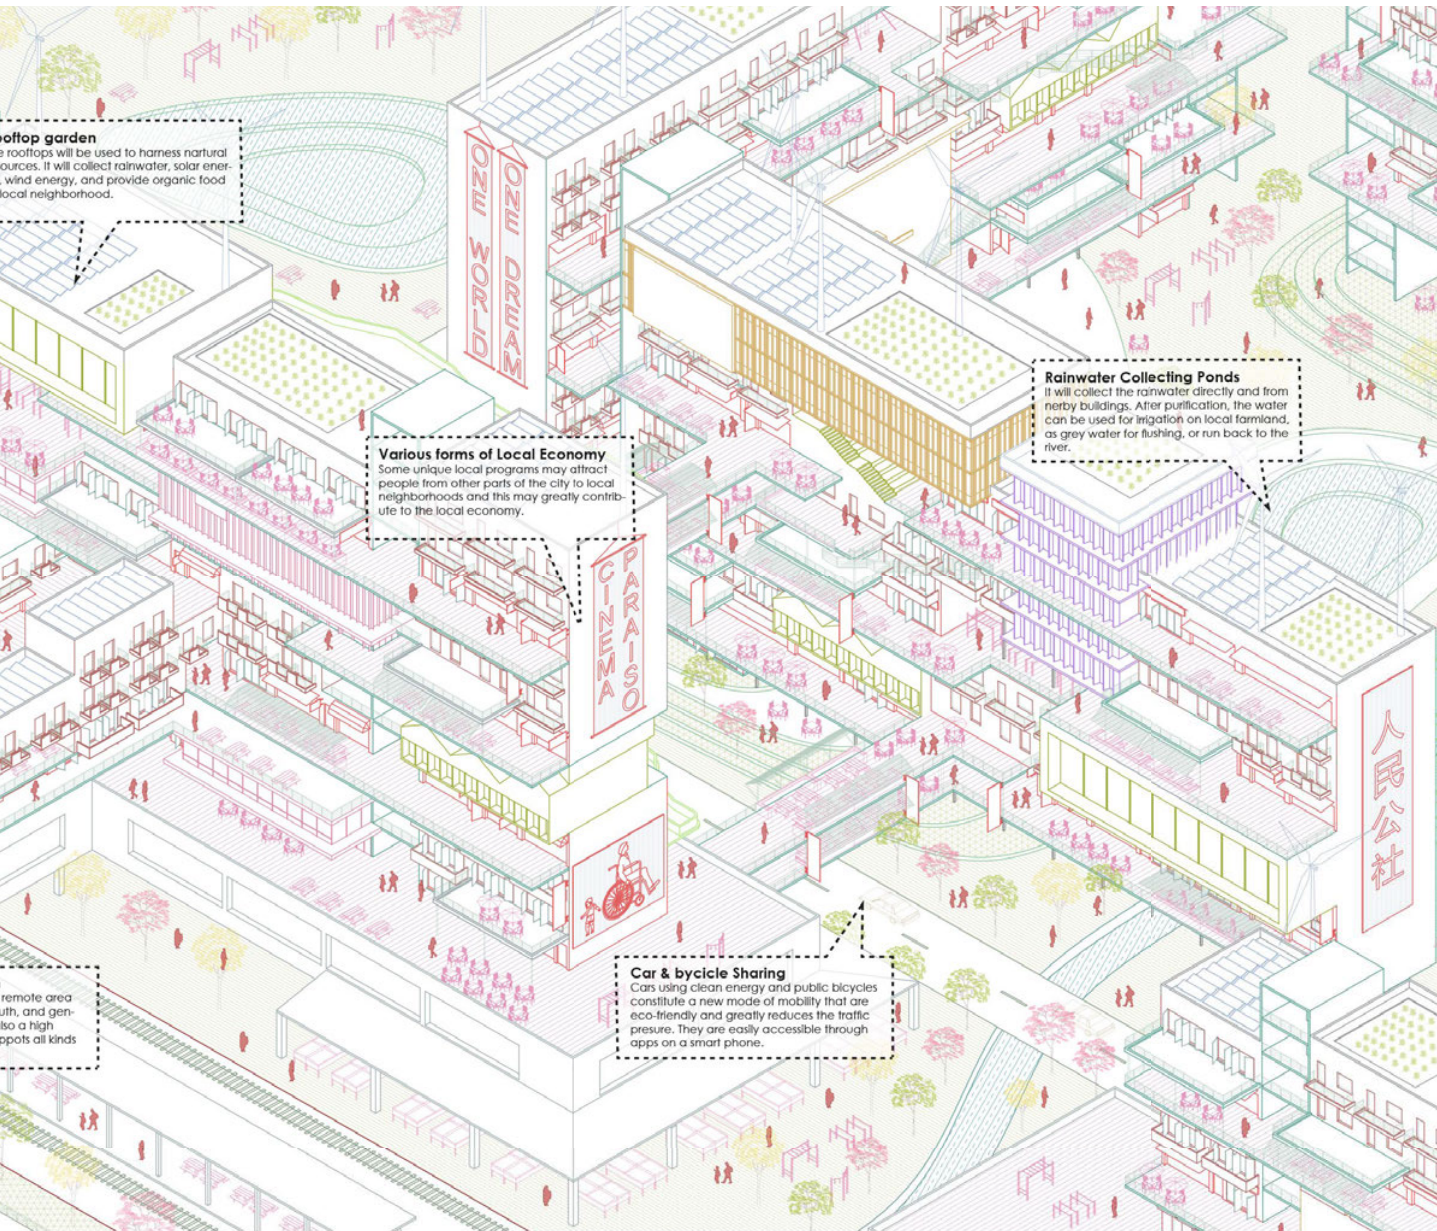 ooftop garden
e rooftops will be used to harness nartural
ources. It will collect rainwater, solar ener-
, wind energy, and provide organic food
local neighborhood.
ONE WORLD
ONE DREAM
Rainwater Collecting Ponds
It will collect the rainwater directly and from
nerby buildings. After purification, the water
can be used for irrigation on local farmland,
as grey water for flushing, or run back to the
river.
Various forms of Local Economy
Some unique local programs may attract
people from other parts of the city to local
neighborhoods and this may greatly contrib-
ute to the local economy.
CINEMA
PARAISO
人民公社
Car & bycicle Sharing
Cars using clean energy and public bicycles
constitute a new mode of mobility that are
eco-friendly and greatly reduces the traffic
presure. They are easily accessible through
apps on a smart phone.
remote area
uth, and gen-
lso a high
ppots all kinds